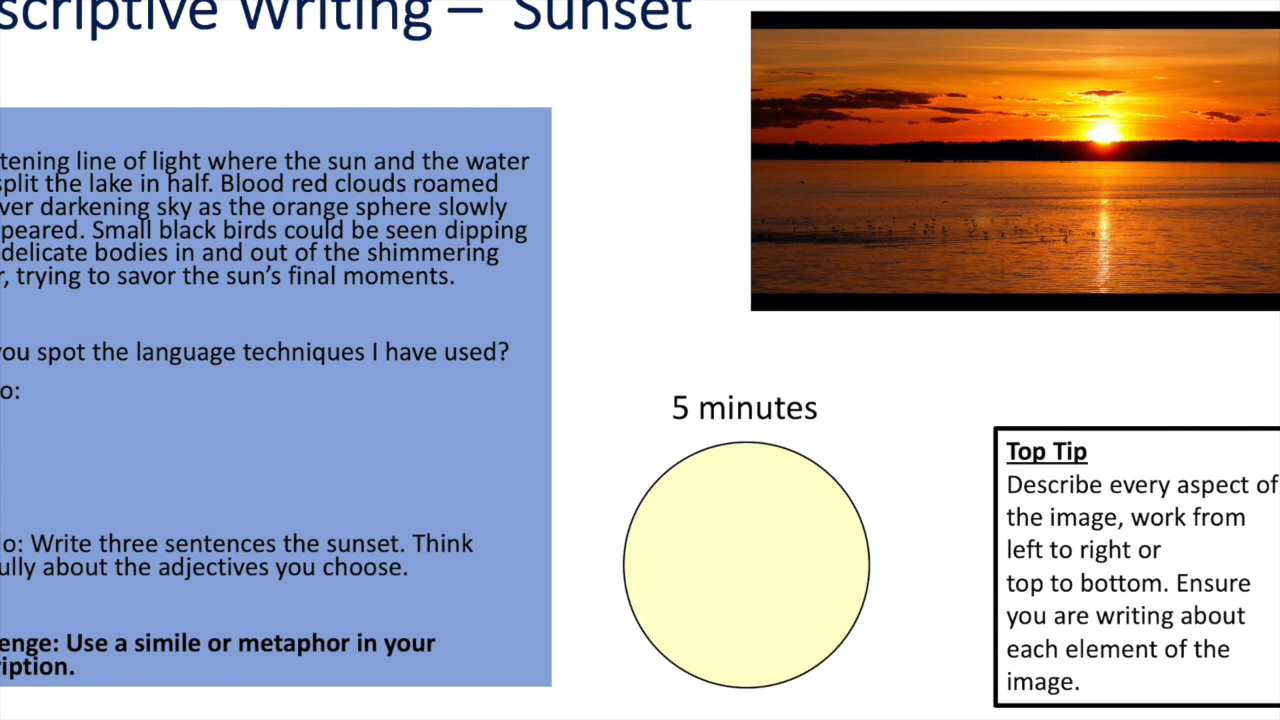 scriptive Writing – 'Sunset
tening line of light where the sun and the water
split the lake in half. Blood red clouds roamed
ver darkening sky as the orange sphere slowly
peared. Small black birds could be seen dipping
delicate bodies in and out of the shimmering
r, trying to savor the sun's final moments.
you spot the language techniques I have used?
o:
lo: Write three sentences the sunset. Think
ully about the adjectives you choose.
enge: Use a simile or metaphor in your
iption.
5 minutes
Top Tip
Describe every aspect of
the image, work from
left to right or
top to bottom. Ensure
you are writing about
each element of the
image.